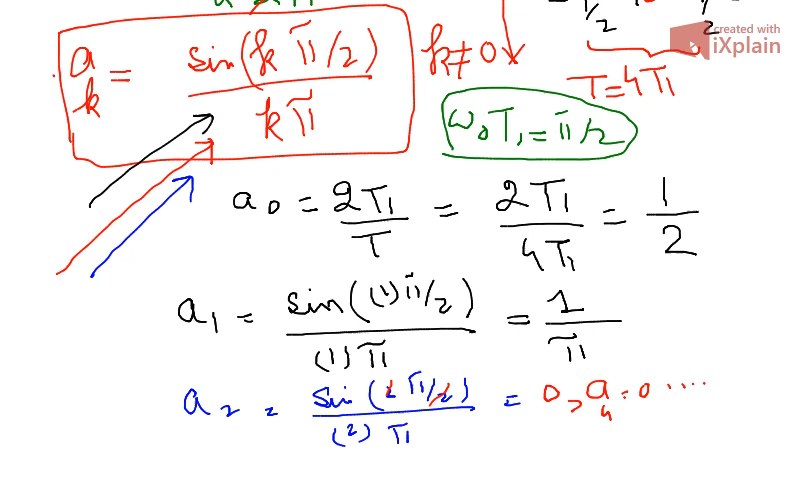 created with
iXplain
a_k = sin(k π/2) / kπ   k≠0
T=4T₁
ω₀T₁ = π/2
a₀ = 2T₁/T = 2T₁/4T₁ = 1/2
a₁ = sin((1)π/2) / (1)π = 1/π
a₂ = sin(2π/2) / (2)π = 0, a₄ = 0 ....